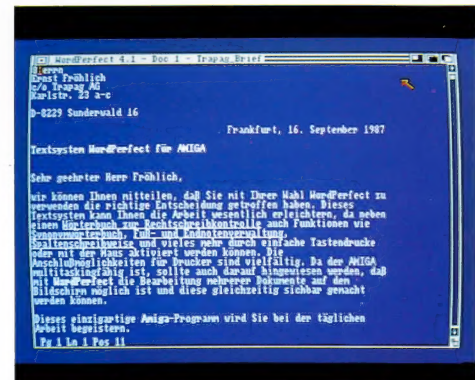 WordPerfect 4.1 - Doc 1 - Trapag_Brief
Herrn
Ernst Fröhlich
c/o Trapag AG
Karlstr. 23 a-c
D-8229 Sunderwald 16
Frankfurt, 16. September 1987
Textsystem WordPerfect für AMIGA
Sehr geehrter Herr Fröhlich,
wir können Ihnen mitteilen, daß Sie mit Ihrer Wahl WordPerfect zu
verwenden die richtige Entscheidung getroffen haben. Dieses
Textsystem kann Ihnen die Arbeit wesentlich erleichtern, da neben
einen Wörterbuch zur Rechtschreibkontrolle auch Funktionen wie
Synonymwörterbuch, Fuß- und Endnotenverwaltung,
Spaltenschreibweise und vieles mehr durch einfache Tastendrucke
oder mit der Maus aktiviert werden können. Die
Anschlußmöglichkeiten für Drucker sind vielfältig. Da der AMIGA
multitaskingfähig ist, sollte auch darauf hingewiesen werden, daß
mit WordPerfect die Bearbeitung mehrerer Dokumente auf dem
Bildschirm möglich ist und diese gleichzeitig sichbar gemacht
werden können.
Dieses einzigartige Amiga-Programm wird Sie bei der täglichen
Arbeit begeistern.
Pg 1 Ln 1 Pos 11